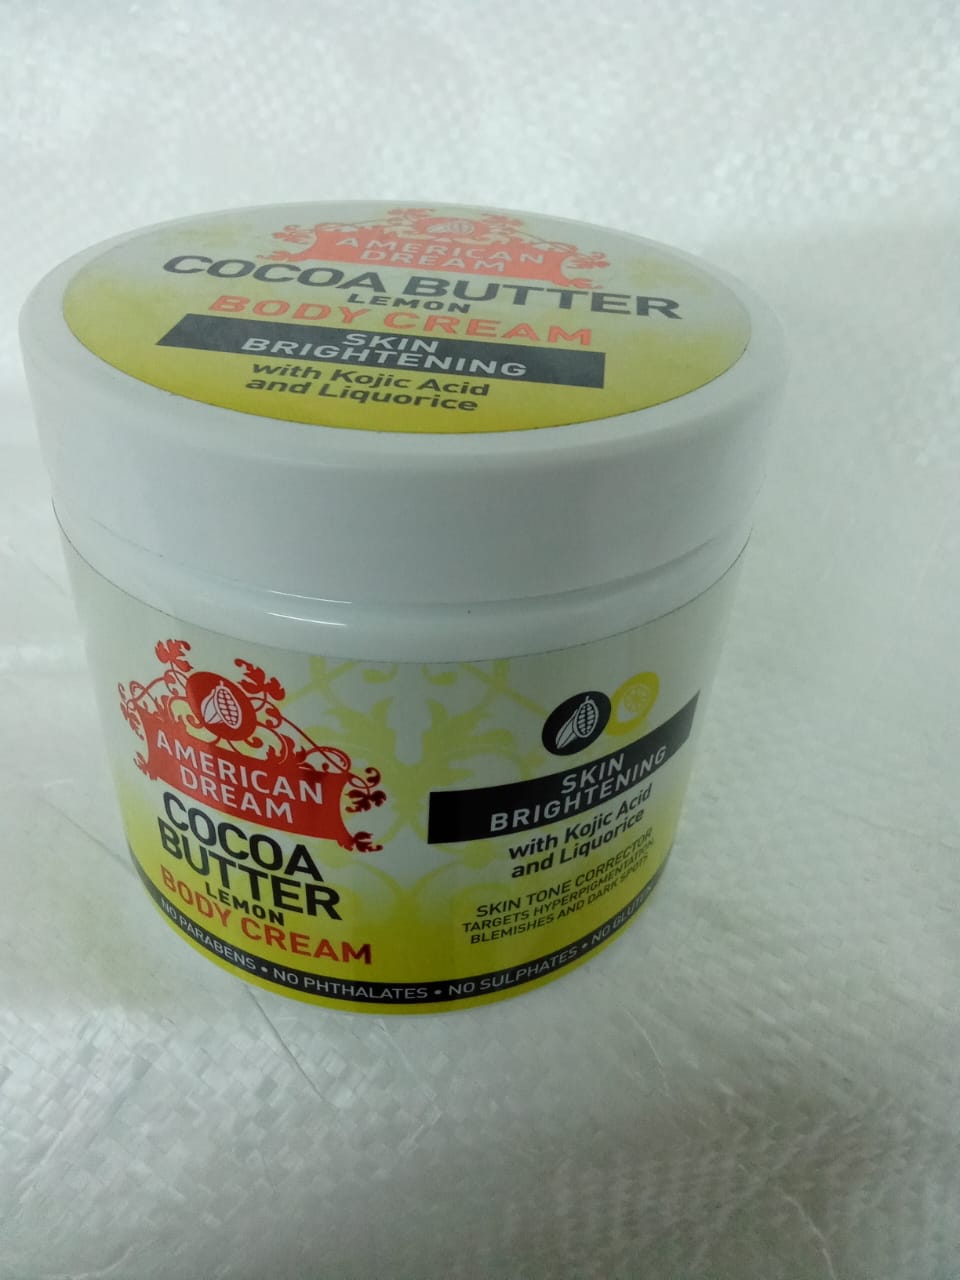 AMERICAN
DREAM
COCOA BUTTER
LEMON
BODY CREAM
SKIN
BRIGHTENING
with Kojic Acid
and Liquorice
AMERICAN
DREAM
COCOA
BUTTER
LEMON
BODY CREAM
SKIN
BRIGHTENING
with Kojic Acid
and Liquorice
SKIN TONE CORRECTOR
TARGETS HYPERPIGMENTATION
BLEMISHES AND DARK SPOTS
NO PARABENS • NO PHTHALATES • NO SULPHATES • NO